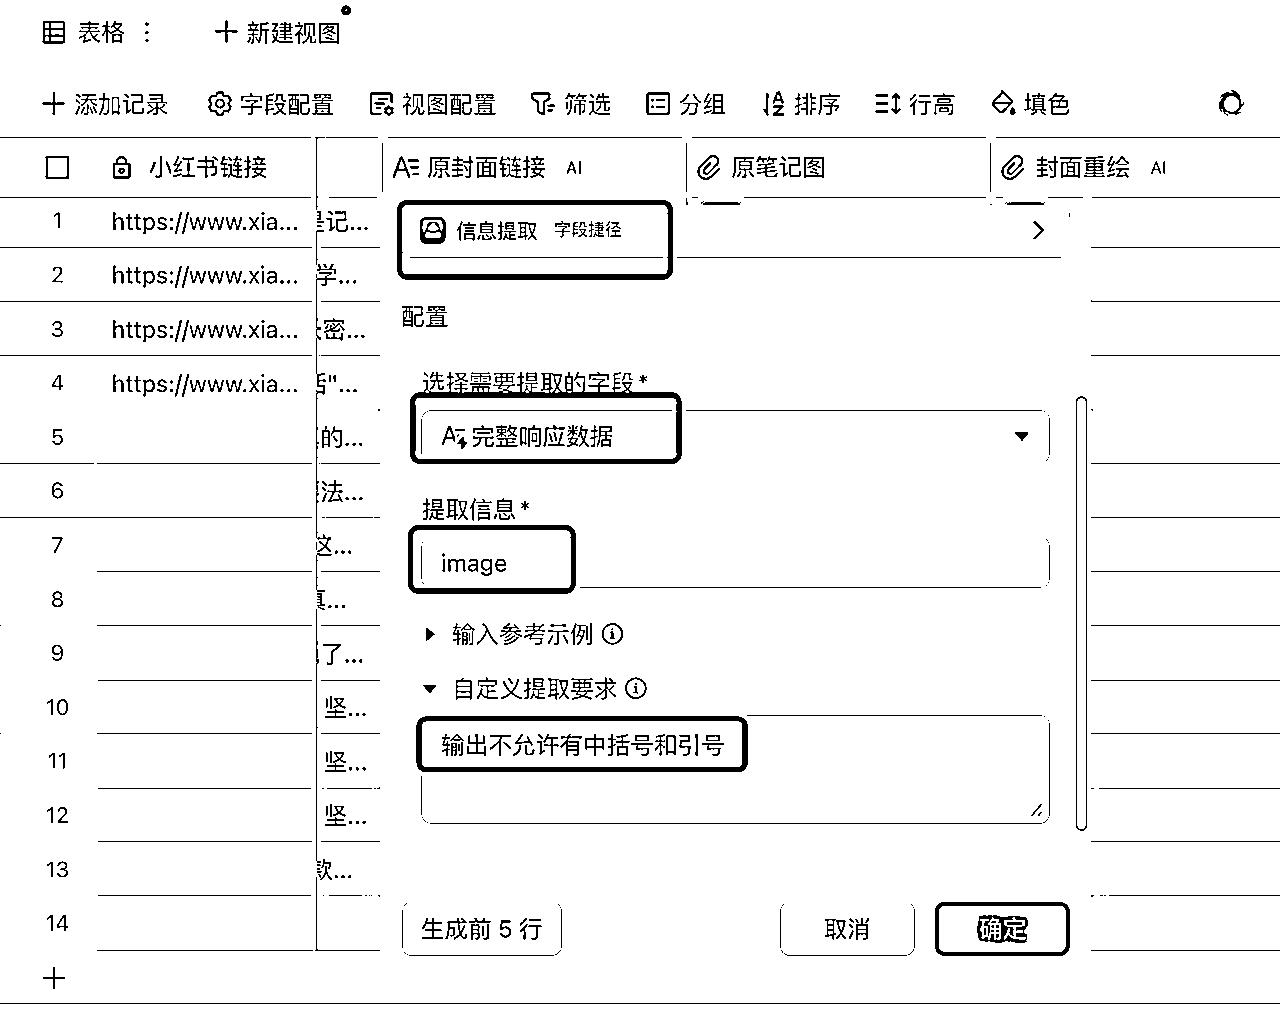 表格 新建视图
添加记录 字段配置 视图配置 筛选 分组 排序 行高 填色
小红书链接 原封面链接 AI 原笔记图 封面重绘 AI
1 https://www.xia... 记...
信息提取 字段捷径
2 https://www.xia... 学...
配置
3 https://www.xia... 密...
选择需要提取的字段*
4 https://www.xia... "...
完整响应数据
5 的...
6 法...
提取信息*
7 这...
image
8 ...
输入参考示例
9 了...
自定义提取要求
10 坚...
输出不允许有中括号和引号
11 坚...
12 坚...
13 款...
14
生成前 5 行 取消 确定